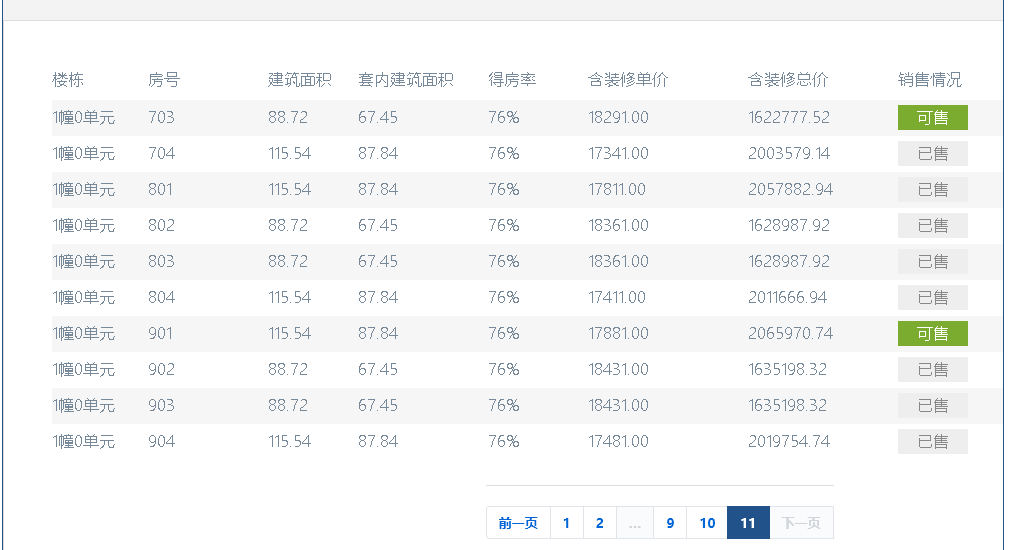 楼栋 房号 建筑面积 套内建筑面积 得房率 含装修单价 含装修总价 销售情况
1幢0单元 703 88.72 67.45 76% 18291.00 1622777.52 可售
1幢0单元 704 115.54 87.84 76% 17341.00 2003579.14 已售
1幢0单元 801 115.54 87.84 76% 17811.00 2057882.94 已售
1幢0单元 802 88.72 67.45 76% 18361.00 1628987.92 已售
1幢0单元 803 88.72 67.45 76% 18361.00 1628987.92 已售
1幢0单元 804 115.54 87.84 76% 17411.00 2011666.94 已售
1幢0单元 901 115.54 87.84 76% 17881.00 2065970.74 可售
1幢0单元 902 88.72 67.45 76% 18431.00 1635198.32 已售
1幢0单元 903 88.72 67.45 76% 18431.00 1635198.32 已售
1幢0单元 904 115.54 87.84 76% 17481.00 2019754.74 已售
前一页 1 2 ... 9 10 11 下一页